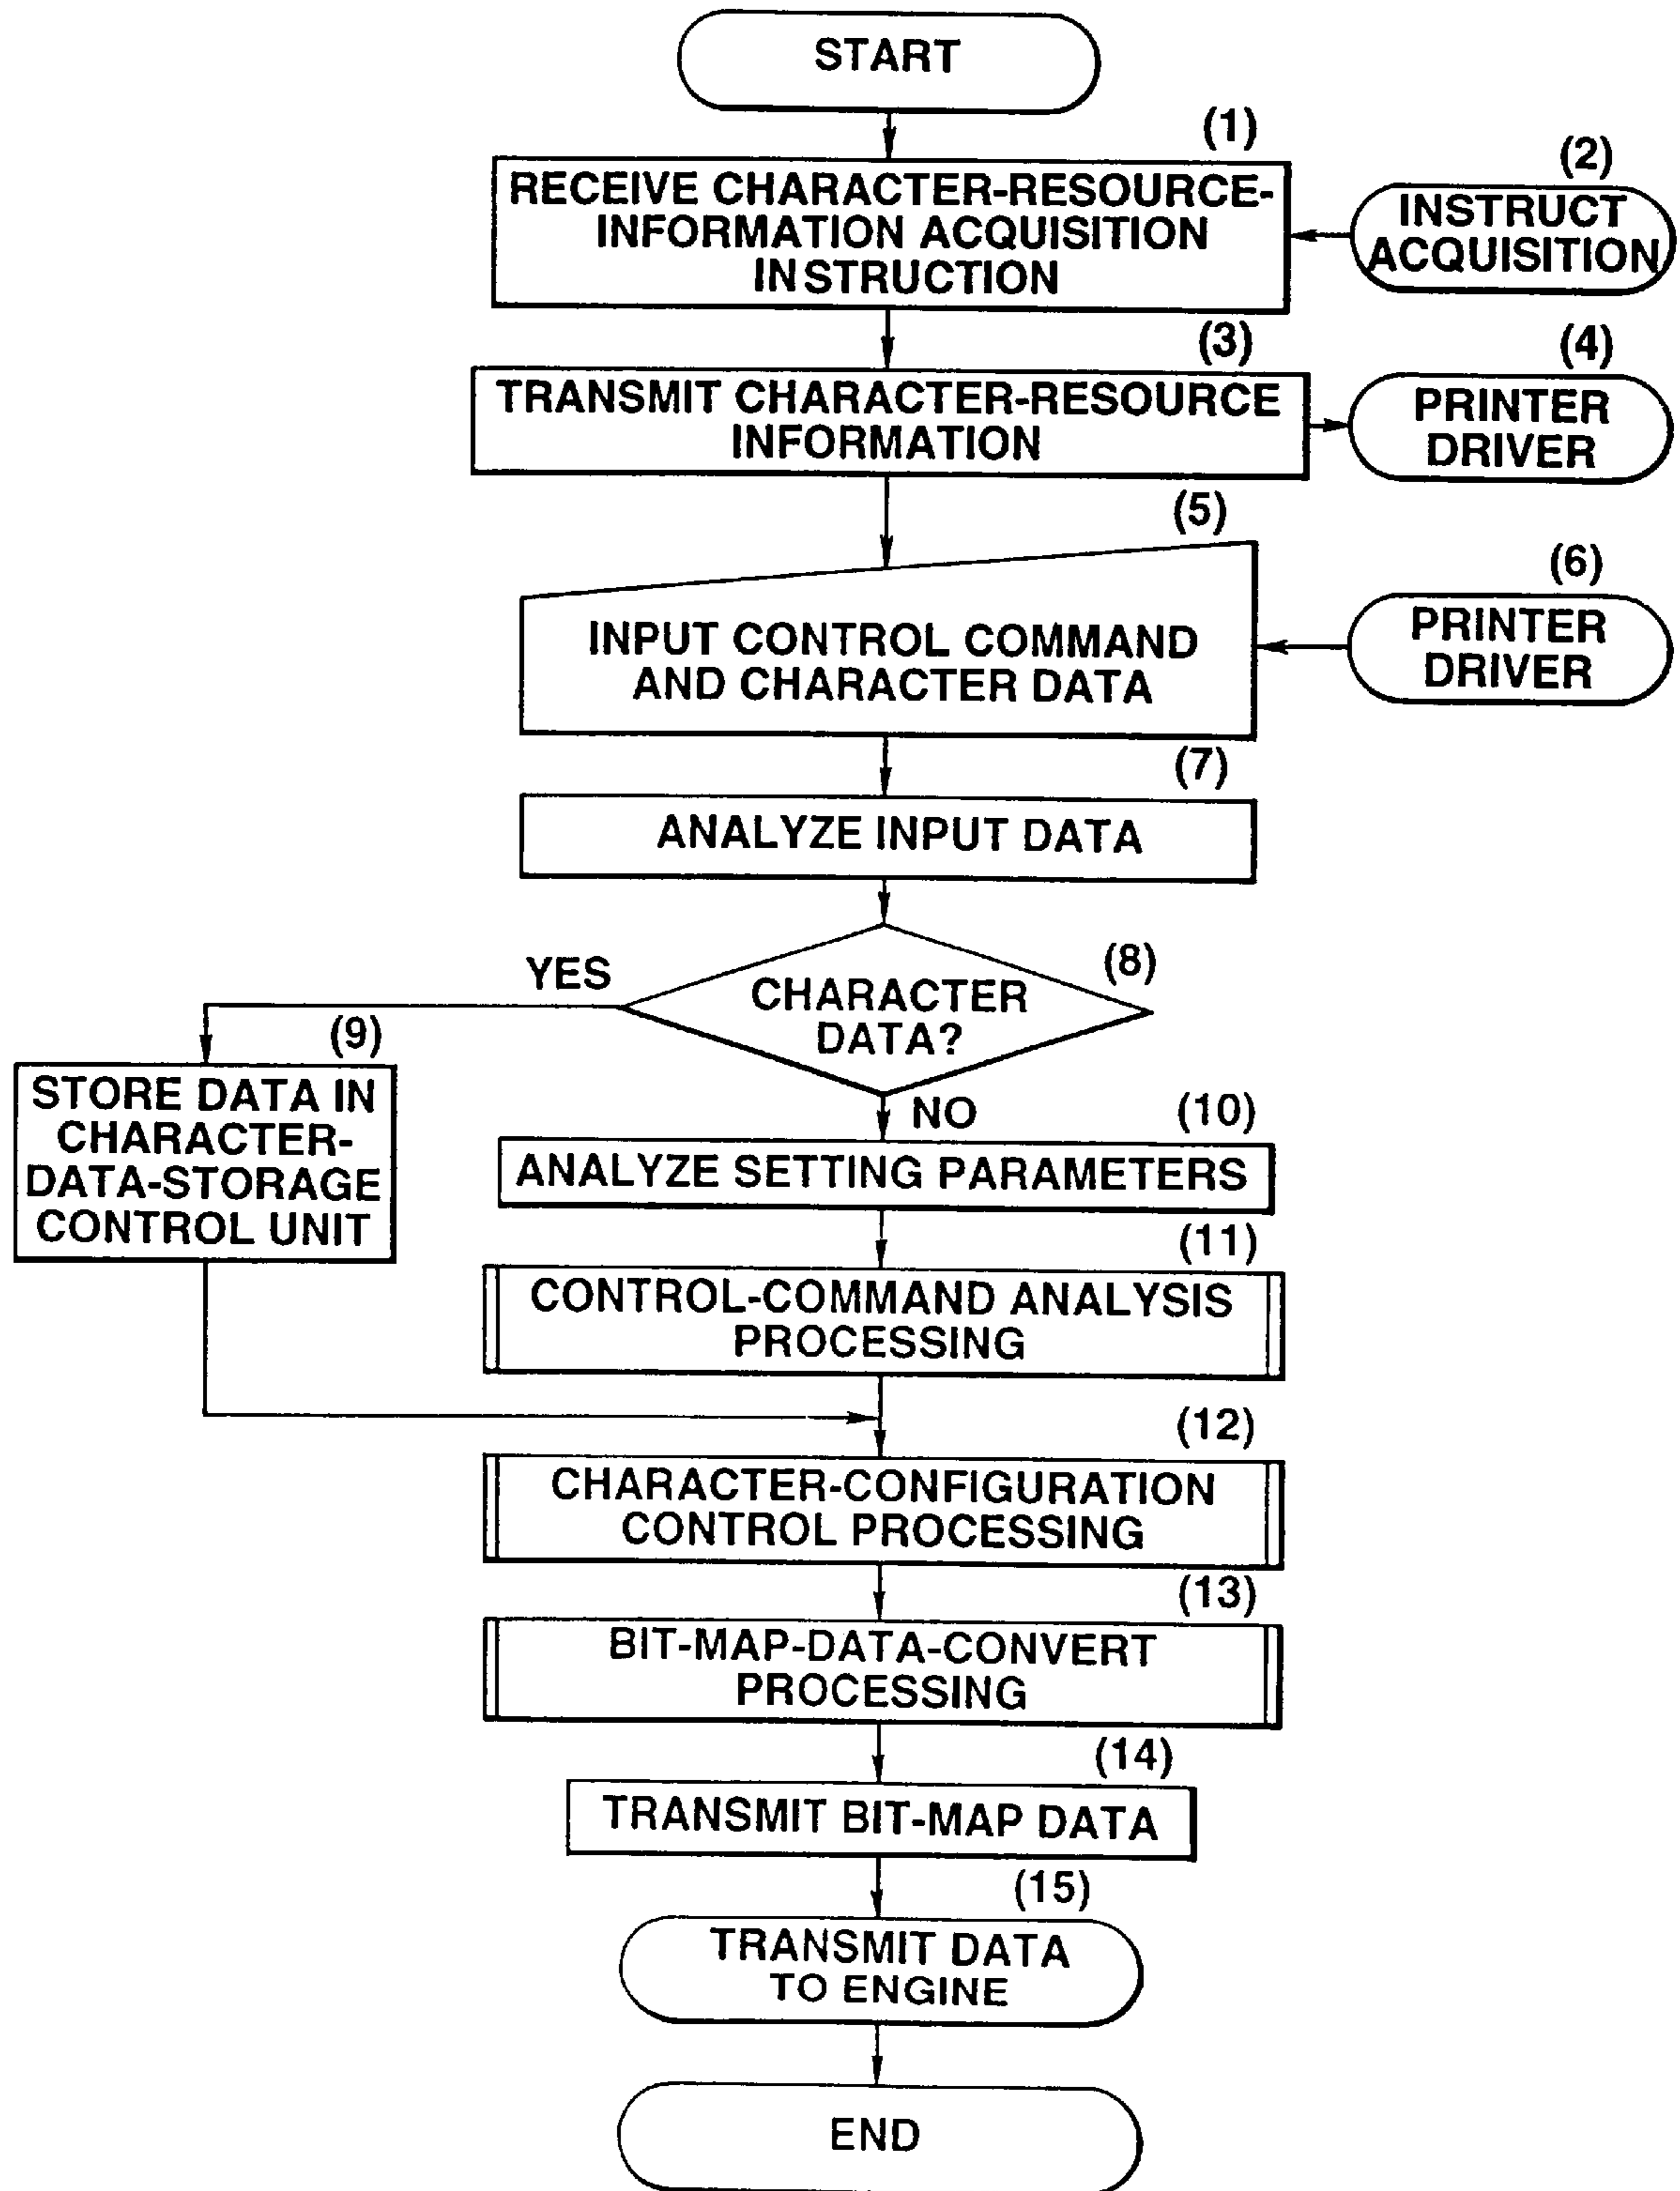 START
(1)
RECEIVE CHARACTER-RESOURCE-
INFORMATION ACQUISITION
INSTRUCTION
(2)
INSTRUCT
ACQUISITION
(3)
TRANSMIT CHARACTER-RESOURCE
INFORMATION
(4)
PRINTER
DRIVER
(5)
INPUT CONTROL COMMAND
AND CHARACTER DATA
(6)
PRINTER
DRIVER
(7)
ANALYZE INPUT DATA
(8)
CHARACTER
DATA?
YES
(9)
STORE DATA IN
CHARACTER-
DATA-STORAGE
CONTROL UNIT
NO
(10)
ANALYZE SETTING PARAMETERS
(11)
CONTROL-COMMAND ANALYSIS
PROCESSING
(12)
CHARACTER-CONFIGURATION
CONTROL PROCESSING
(13)
BIT-MAP-DATA-CONVERT
PROCESSING
(14)
TRANSMIT BIT-MAP DATA
(15)
TRANSMIT DATA
TO ENGINE
END